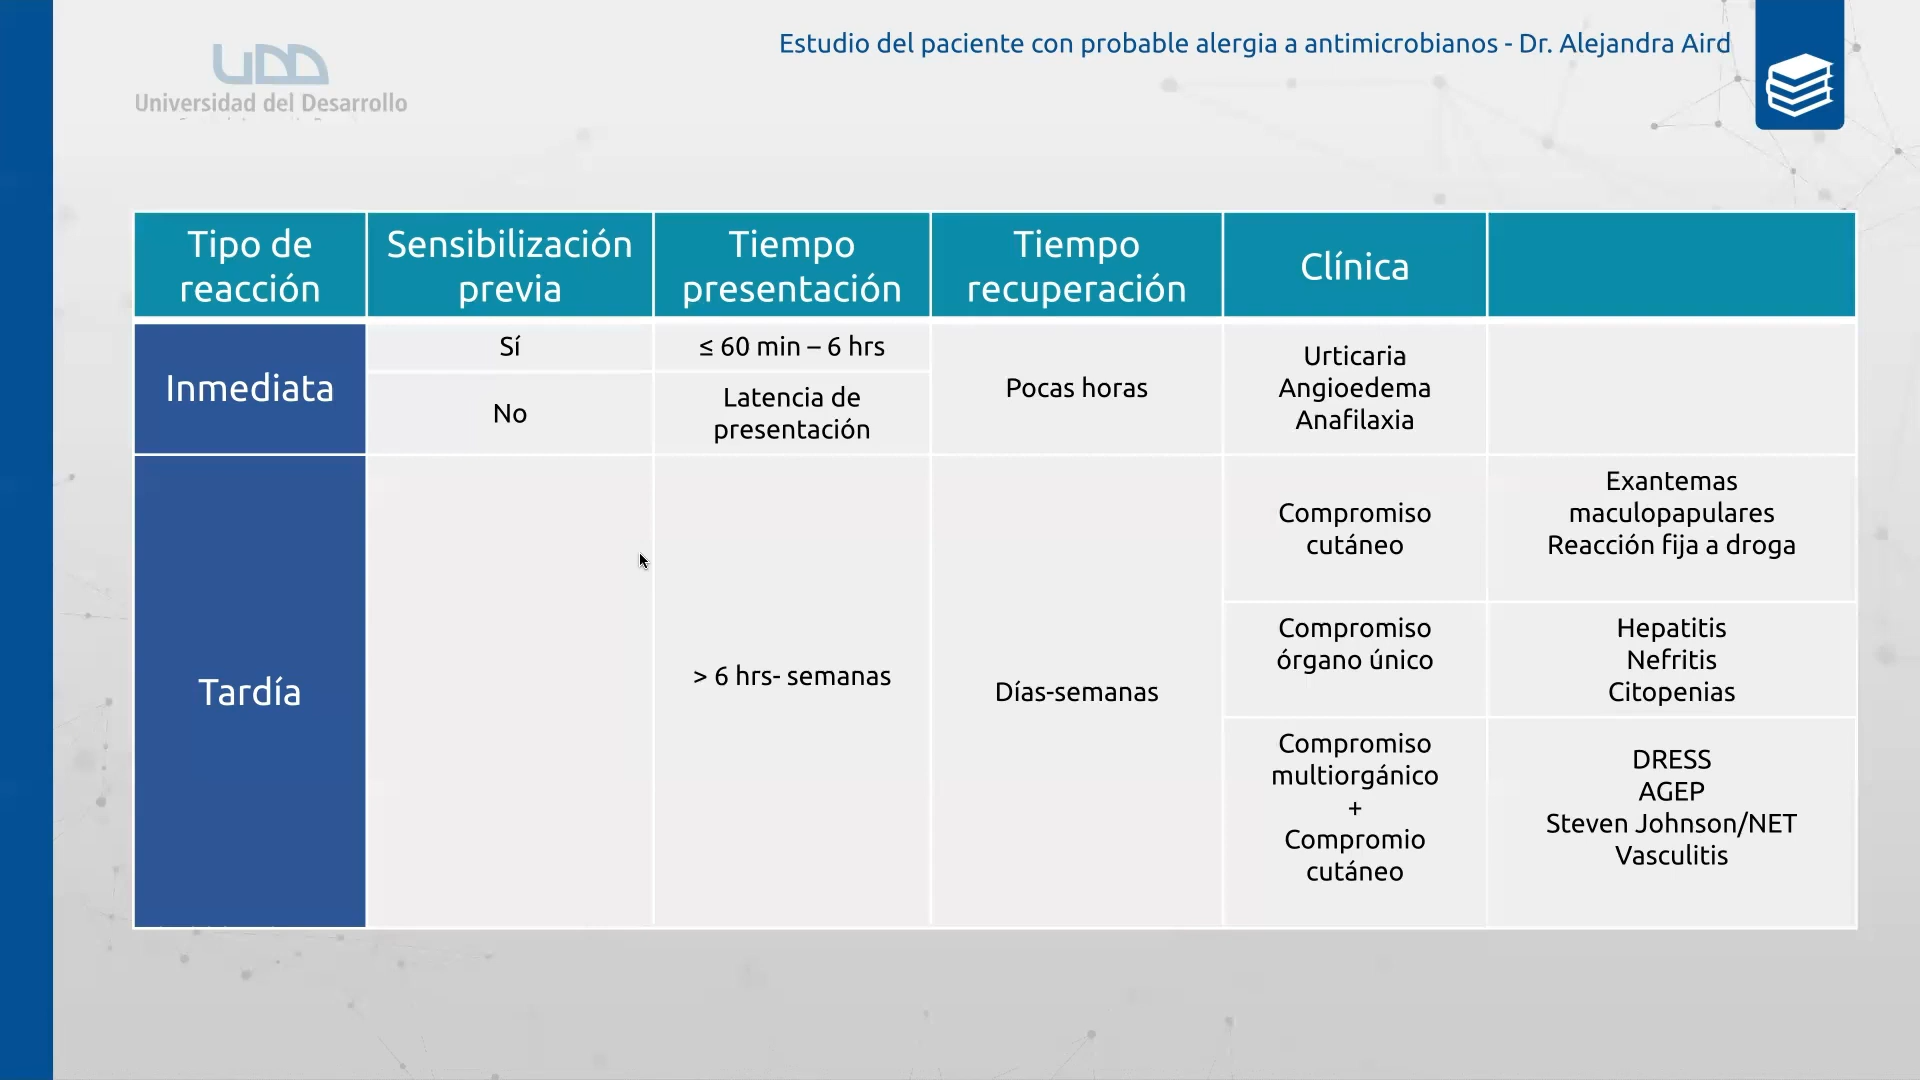 Estudio del paciente con probable alergia a antimicrobianos - Dr. Alejandra Aird
UDD
Universidad del Desarrollo
Tipo de
reacción
Sensibilización
previa
Tiempo
presentación
Tiempo
recuperación
Clínica
Inmediata
Sí
≤ 60 min – 6 hrs
No
Latencia de
presentación
Pocas horas
Urticaria
Angioedema
Anafilaxia
Tardía
> 6 hrs- semanas
Días-semanas
Compromiso
cutáneo
Exantemas
maculopapulares
Reacción fija a droga
Compromiso
órgano único
Hepatitis
Nefritis
Citopenias
Compromiso
multiorgánico
+
Compromio
cutáneo
DRESS
AGEP
Steven Johnson/NET
Vasculitis